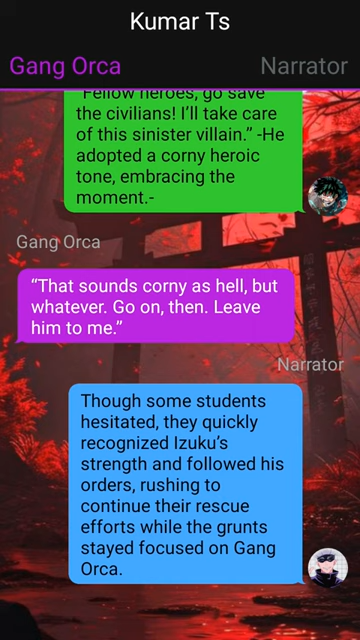 Kumar Ts
Gang Orca
Narrator
“Fellow heroes, go save
the civilians! I’ll take care
of this sinister villain.” -He
adopted a corny heroic
tone, embracing the
moment.-
Gang Orca
“That sounds corny as hell, but
whatever. Go on, then. Leave
him to me.”
Narrator
Though some students
hesitated, they quickly
recognized Izuku’s
strength and followed his
orders, rushing to
continue their rescue
efforts while the grunts
stayed focused on Gang
Orca.